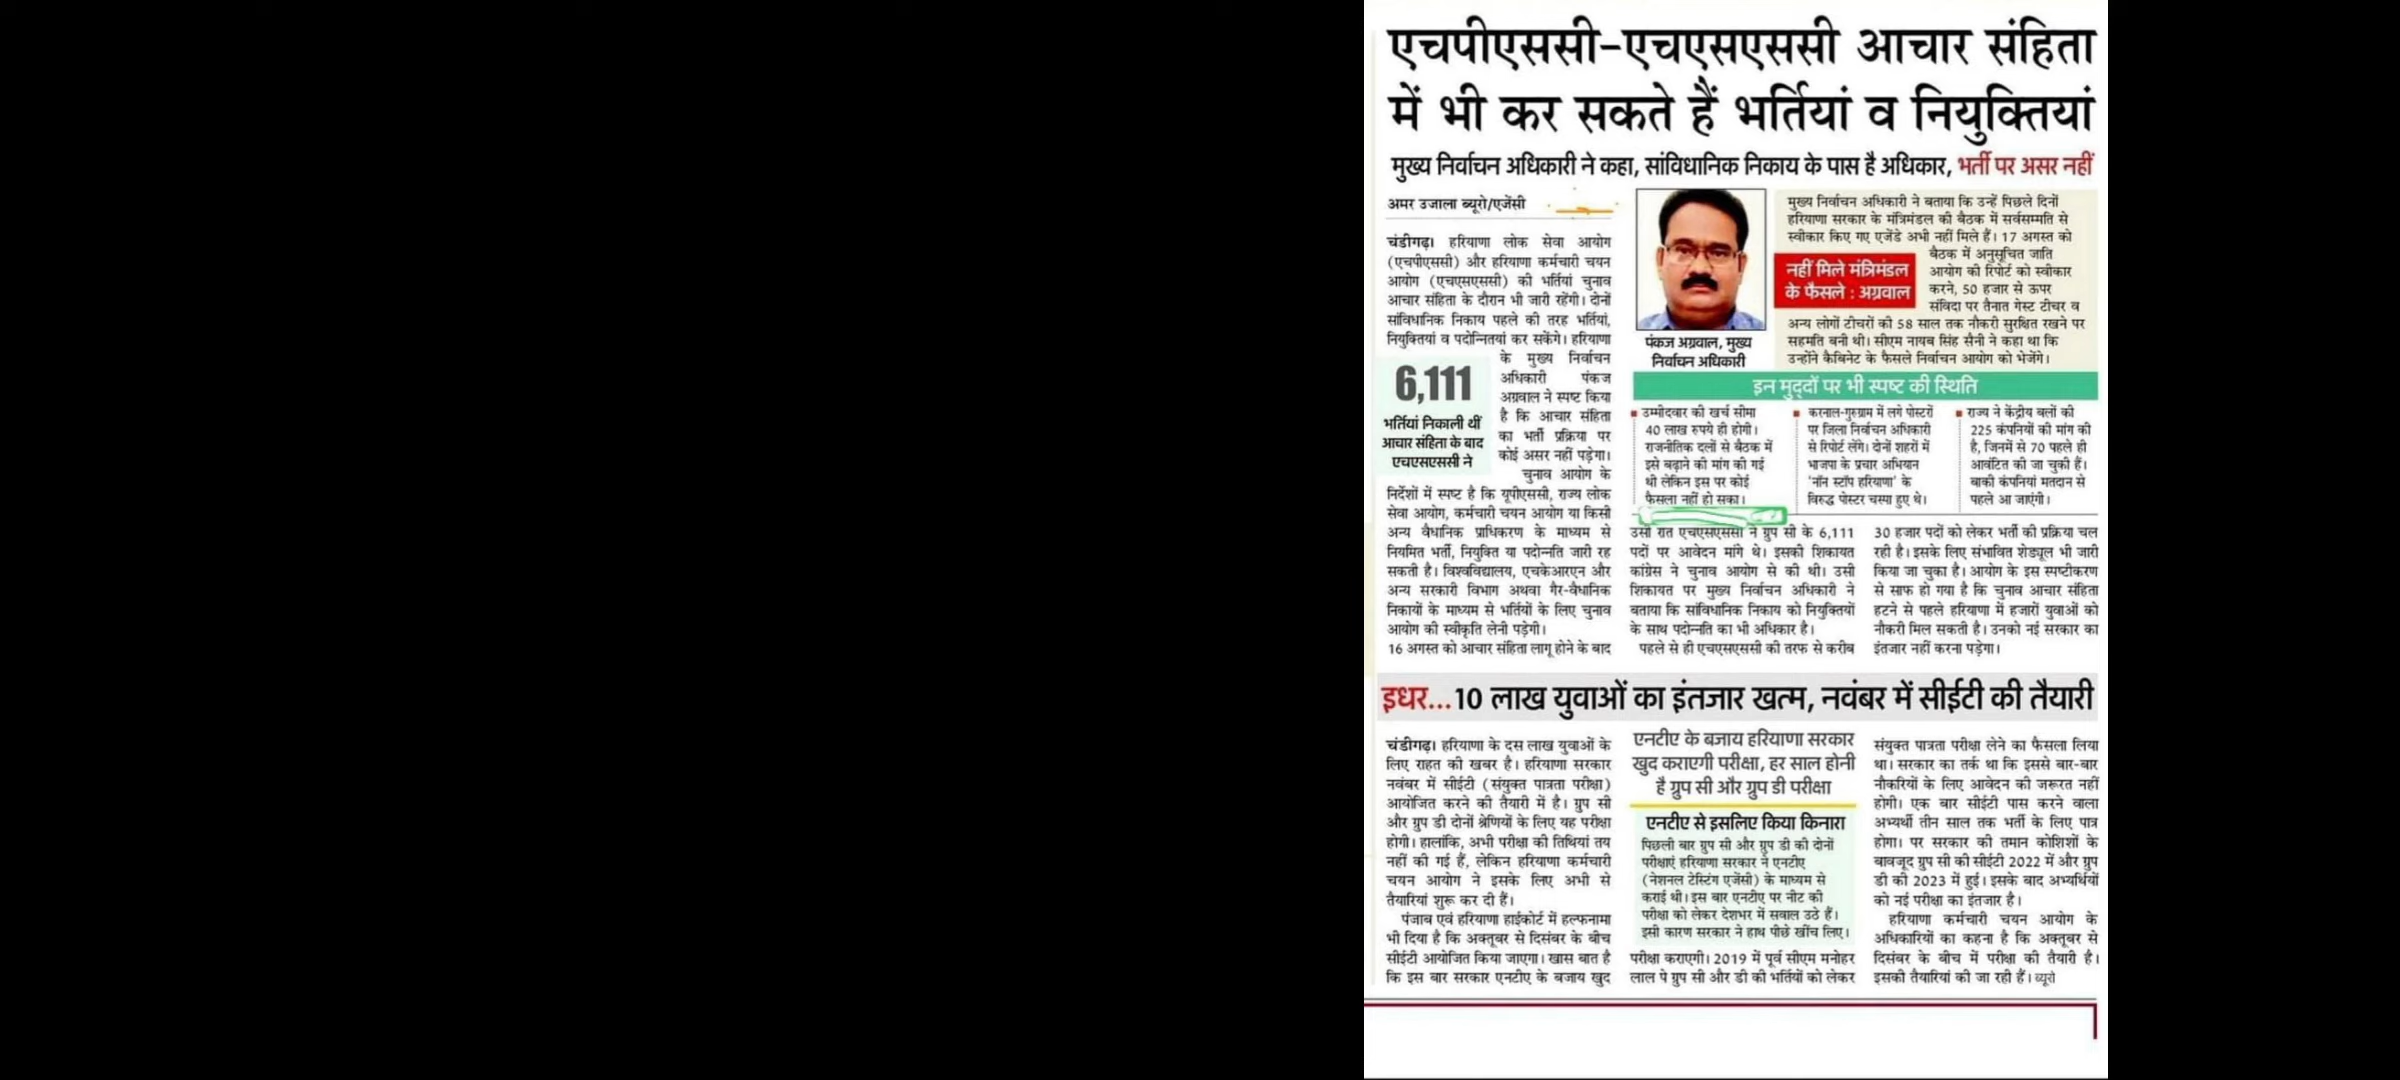 एचपीएससी-एचएसएससी आचार संहिता
में भी कर सकते हैं भर्तियां व नियुक्तियां
मुख्य निर्वाचन अधिकारी ने कहा, सांविधानिक निकाय के पास है अधिकार, भर्ती पर असर नहीं
अमर उजाला ब्यूरो/एजेंसी
चंडीगढ़। हरियाणा लोक सेवा आयोग
(एचपीएससी) और हरियाणा कर्मचारी चयन
आयोग (एचएसएससी) की भर्तियां चुनाव
आचार संहिता के दौरान भी जारी रहेंगी। दोनों
सांविधानिक निकाय पहले की तरह भर्तियां,
नियुक्तियां व पदोन्नितयां कर सकेंगे। हरियाणा
के मुख्य निर्वाचन
अधिकारी पंकज
अग्रवाल ने स्पष्ट किया
है कि आचार संहिता
का भर्ती प्रक्रिया पर
कोई असर नहीं पड़ेगा।
चुनाव आयोग के
निर्देशों में स्पष्ट है कि यूपीएससी, राज्य लोक
सेवा आयोग, कर्मचारी चयन आयोग या किसी
अन्य वैधानिक प्राधिकरण के माध्यम से
नियमित भर्ती, नियुक्ति या पदोन्नति जारी रह
सकती है। विश्वविद्यालय, एचकेआरएन और
अन्य सरकारी विभाग अथवा गैर-वैधानिक
निकायों के माध्यम से भर्तियों के लिए चुनाव
आयोग की स्वीकृति लेनी पड़ेगी।
16 अगस्त को आचार संहिता लागू होने के बाद
6,111
भर्तियां निकाली थीं
आचार संहिता के बाद
एचएसएससी ने
पंकज अग्रवाल, मुख्य
निर्वाचन अधिकारी
मुख्य निर्वाचन अधिकारी ने बताया कि उन्हें पिछले दिनों
हरियाणा सरकार के मंत्रिमंडल की बैठक में सर्वसम्मति से
स्वीकार किए गए एजेंडे अभी नहीं मिले हैं। 17 अगस्त को
बैठक में अनुसूचित जाति
आयोग की रिपोर्ट को स्वीकार
करने, 50 हजार से ऊपर
संविदा पर तैनात गेस्ट टीचर व
अन्य लोगों टीचरों की 58 साल तक नौकरी सुरक्षित रखने पर
सहमति बनी थी। सीएम नायब सिंह सैनी ने कहा था कि
उन्होंने कैबिनेट के फैसले निर्वाचन आयोग को भेजेंगे।
नहीं मिले मंत्रिमंडल
के फैसले : अग्रवाल
इन मुद्दों पर भी स्पष्ट की स्थिति
उम्मीदवार की खर्च सीमा
40 लाख रुपये ही होगी।
राजनीतिक दलों से बैठक में
इसे बढ़ाने की मांग की गई
थी लेकिन इस पर कोई
फैसला नहीं हो सका।
करनाल-गुरुग्राम में लगे पोस्टरों
पर जिला निर्वाचन अधिकारी
से रिपोर्ट लेंगे। दोनों शहरों में
भाजपा के प्रचार अभियान
'नॉन स्टॉप हरियाणा' के
विरुद्ध पोस्टर चस्पा हुए थे।
राज्य ने केंद्रीय बलों की
225 कंपनियों की मांग की
है, जिनमें से 70 पहले ही
आवंटित की जा चुकी हैं।
बाकी कंपनियां मतदान से
पहले आ जाएंगी।
उसी रात एचएसएससी ने ग्रुप सी के 6,111
पदों पर आवेदन मांगे थे। इसकी शिकायत
कांग्रेस ने चुनाव आयोग से की थी। उसी
शिकायत पर मुख्य निर्वाचन अधिकारी ने
बताया कि सांविधानिक निकाय को नियुक्तियों
के साथ पदोन्नति का भी अधिकार है।
पहले से ही एचएसएससी की तरफ से करीब
30 हजार पदों को लेकर भर्ती की प्रक्रिया चल
रही है। इसके लिए संभावित शेड्यूल भी जारी
किया जा चुका है। आयोग के इस स्पष्टीकरण
से साफ हो गया है कि चुनाव आचार संहिता
हटने से पहले हरियाणा में हजारों युवाओं को
नौकरी मिल सकती है। उनको नई सरकार का
इंतजार नहीं करना पड़ेगा।
इधर...10 लाख युवाओं का इंतजार खत्म, नवंबर में सीईटी की तैयारी
चंडीगढ़। हरियाणा के दस लाख युवाओं के
लिए राहत की खबर है। हरियाणा सरकार
नवंबर में सीईटी (संयुक्त पात्रता परीक्षा)
आयोजित करने की तैयारी में है। ग्रुप सी
और ग्रुप डी दोनों श्रेणियों के लिए यह परीक्षा
होगी। हालांकि, अभी परीक्षा की तिथियां तय
नहीं की गई हैं, लेकिन हरियाणा कर्मचारी
चयन आयोग ने इसके लिए अभी से
तैयारियां शुरू कर दी हैं।
पंजाब एवं हरियाणा हाईकोर्ट में हल्फनामा
भी दिया है कि अक्तूबर से दिसंबर के बीच
सीईटी आयोजित किया जाएगा। खास बात है
कि इस बार सरकार एनटीए के बजाय खुद
एनटीए के बजाय हरियाणा सरकार
खुद कराएगी परीक्षा, हर साल होनी
है ग्रुप सी और ग्रुप डी परीक्षा
एनटीए से इसलिए किया किनारा
पिछली बार ग्रुप सी और ग्रुप डी की दोनों
परीक्षाएं हरियाणा सरकार ने एनटीए
(नेशनल टेस्टिंग एजेंसी) के माध्यम से
कराई थी। इस बार एनटीए पर नीट की
परीक्षा को लेकर देशभर में सवाल उठे हैं।
इसी कारण सरकार ने हाथ पीछे खींच लिए।
परीक्षा कराएगी। 2019 में पूर्व सीएम मनोहर
लाल पे ग्रुप सी और डी की भर्तियों को लेकर
संयुक्त पात्रता परीक्षा लेने का फैसला लिया
था। सरकार का तर्क था कि इससे बार-बार
नौकरियों के लिए आवेदन की जरूरत नहीं
होगी। एक बार सीईटी पास करने वाला
अभ्यर्थी तीन साल तक भर्ती के लिए पात्र
होगा। पर सरकार की तमान कोशिशों के
बावजूद ग्रुप सी की सीईटी 2022 में और ग्रुप
डी की 2023 में हुई। इसके बाद अभ्यर्थियों
को नई परीक्षा का इंतजार है।
हरियाणा कर्मचारी चयन आयोग के
अधिकारियों का कहना है कि अक्तूबर से
दिसंबर के बीच में परीक्षा की तैयारी है।
इसकी तैयारियां की जा रही हैं। ब्यूरो